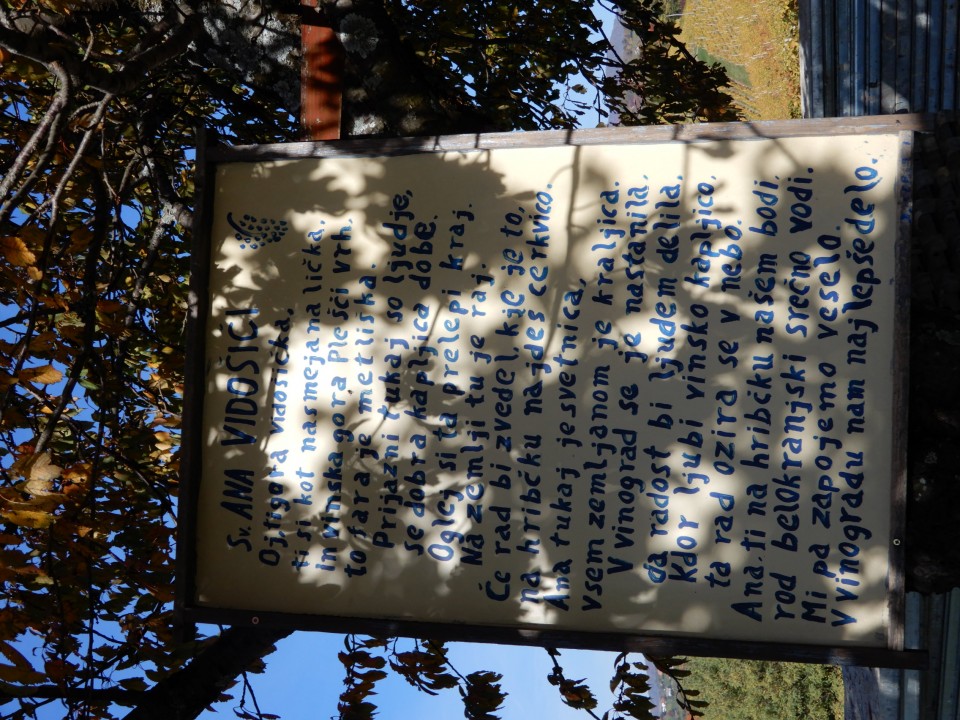 Sv. ANA VIDOŠICI
Oj ti gora vidošička,
ti si kot nasmejana lička,
in vinska gora Plešči vrh,
to fara je metliška.
Prijazni tukaj so ljudje,
se dobra kapljica dobe.
Oglej si ta prelepi kraj.
Na zemlji tu je raj.
Če rad bi zvedel, kje je to,
na hribčku najdeš cerkvico.
Ana tukaj je svetnica,
vsem zemljanom je kraljica.
V vinograd se je nastanila,
da radost bi ljudem delila,
Kdor ljubi vinsko kapljico,
ta rad ozira se v nebo.
Ana ti na hribčku našem bodi,
rod belokranjski srečno vodi.
Mi pa zapojemo veselo.
V vinogradu nam najlepše delo.